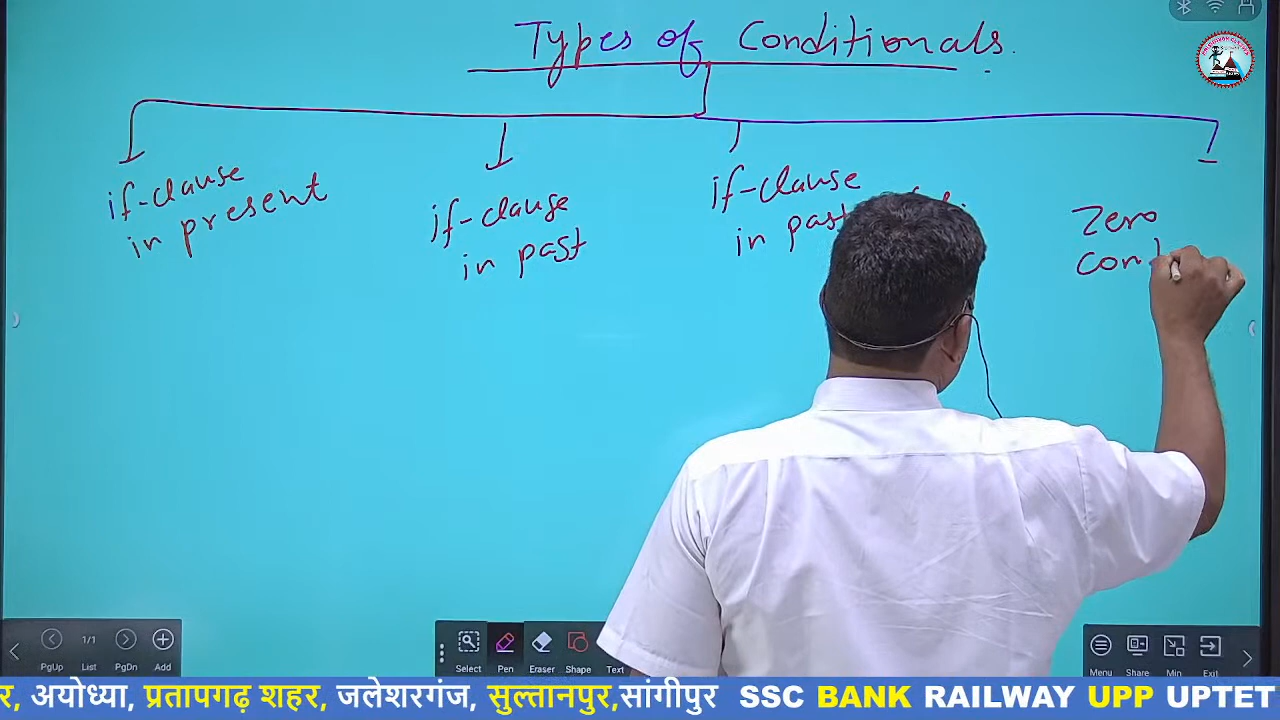 Types of Conditionals.
if-clause
in present
if-clause
in past
if-clause
in past
Zero
con
PgUp
1/1
List
PgDn
Add
Select
Pen
Eraser
Shape
Text
Menu
Share
Min
Exit
र, अयोध्या, प्रतापगढ़ शहर, जलेशरगंज, सुल्तानपुर,सांगीपुर SSC BANK RAILWAY UPP UPTET